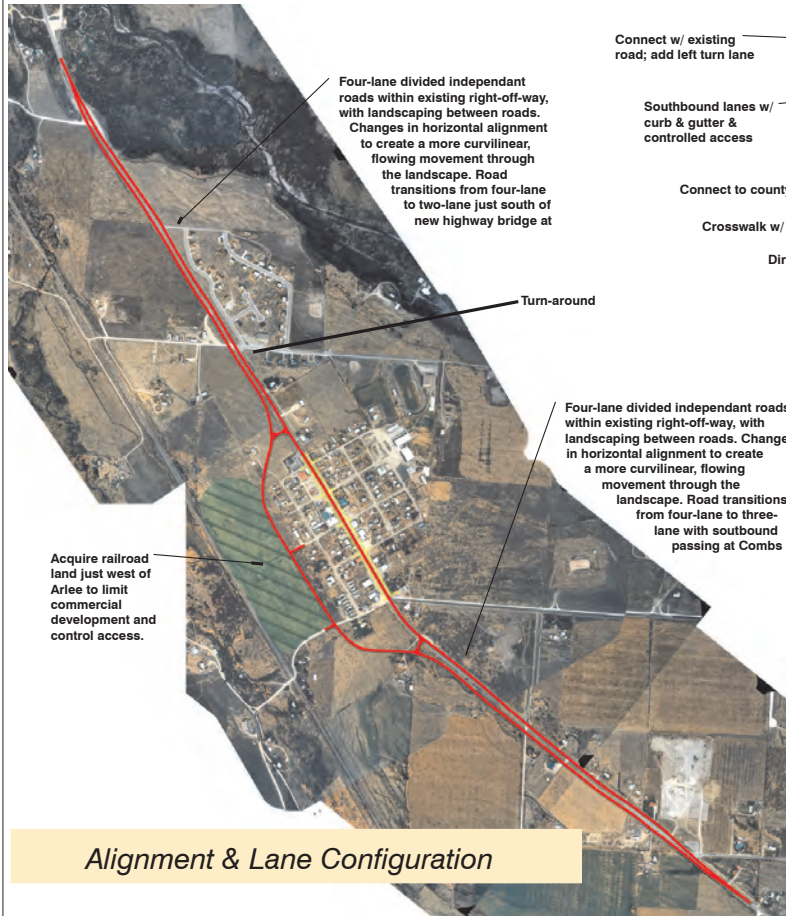 Connect w/ existing
road; add left turn lane
Four-lane divided independant
roads within existing right-off-way,
with landscaping between roads.
Changes in horizontal alignment
to create a more curvilinear,
flowing movement through
the landscape. Road
transitions from four-lane
to two-lane just south of
new highway bridge at
Southbound lanes w/
curb & gutter &
controlled access
Connect to county
Crosswalk w/
Dir
Turn-around
Four-lane divided independant roads
within existing right-off-way, with
landscaping between roads. Change
in horizontal alignment to create
a more curvilinear, flowing
movement through the
landscape. Road transitions
from four-lane to three-
lane with soutbound
passing at Combs
Acquire railroad
land just west of
Arlee to limit
commercial
development and
control access.
Alignment & Lane Configuration